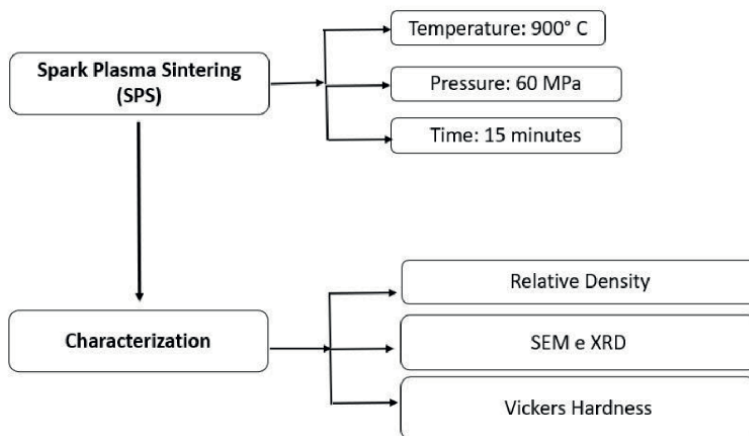 Temperature: 900° C
Spark Plasma Sintering
(SPS)
Pressure: 60 MPa
Time: 15 minutes
Relative Density
Characterization
SEM e XRD
Vickers Hardness